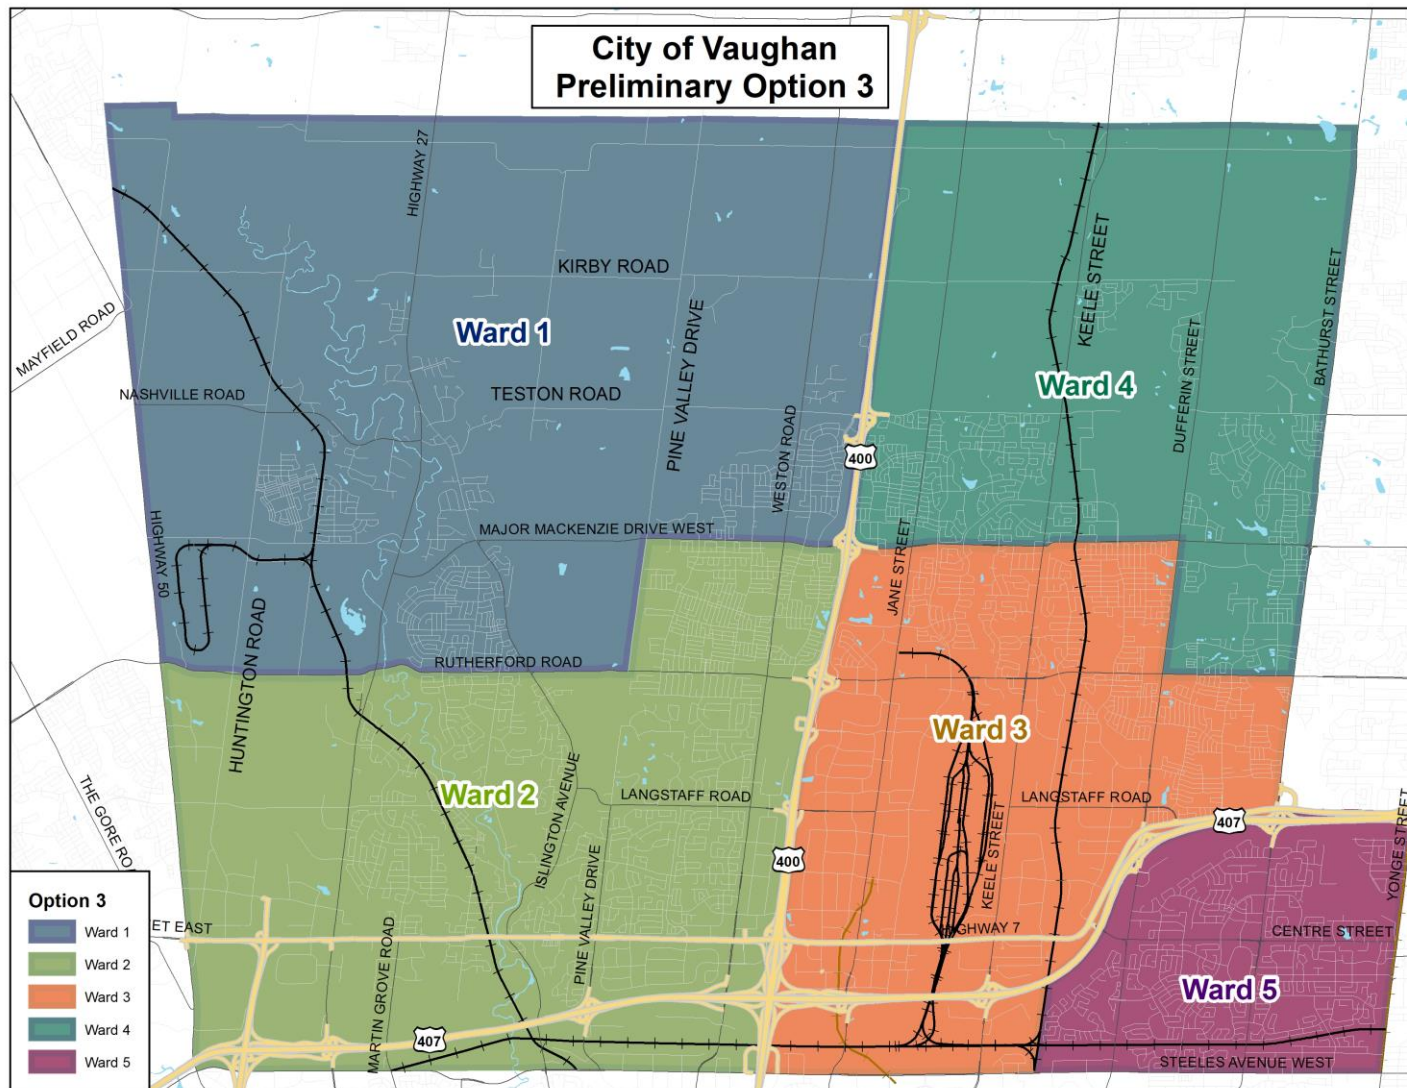 City of Vaughan
Preliminary Option 3
HIGHWAY 27
KIRBY ROAD
KEELE STREET
BATHURST STREET
MAYFIELD ROAD
Ward 1
PINE VALLEY DRIVE
DUFFERIN STREET
NASHVILLE ROAD
TESTON ROAD
Ward 4
WESTON ROAD
400
HIGHWAY 50
MAJOR MACKENZIE DRIVE WEST
JANE STREET
HUNTINGTON ROAD
RUTHERFORD ROAD
Ward 3
Ward 2
ISLINGTON AVENUE
LANGSTAFF ROAD
LANGSTAFF ROAD
407
YONGE STREET
THE GORE RO
400
KEELE STREET
PINE VALLEY DRIVE
ET EAST
GHWAY 7
CENTRE STREET
MARTIN GROVE ROAD
Ward 5
407
STEELES AVENUE WEST
Option 3
Ward 1
Ward 2
Ward 3
Ward 4
Ward 5